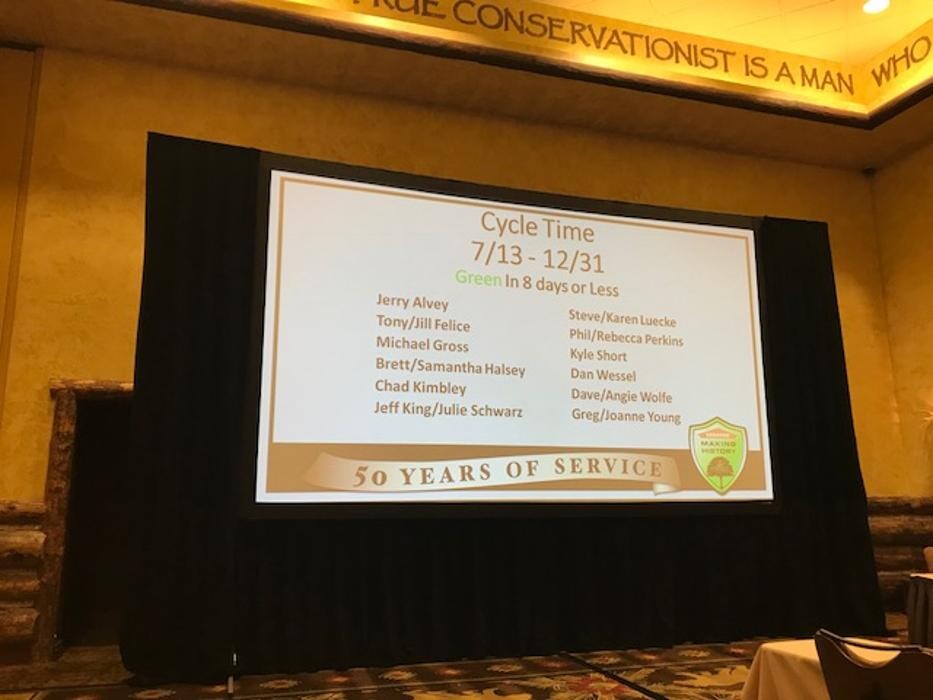 TRUE CONSERVATIONIST IS A MAN WHO
Cycle Time
7/13 - 12/31
Green In 8 days or Less
Jerry Alvey
Tony/Jill Felice
Michael Gross
Brett/Samantha Halsey
Chad Kimbley
Jeff King/Julie Schwarz
Steve/Karen Luecke
Phil/Rebecca Perkins
Kyle Short
Dan Wessel
Dave/Angie Wolfe
Greg/Joanne Young
MAKING
HISTORY
50 YEARS OF SERVICE